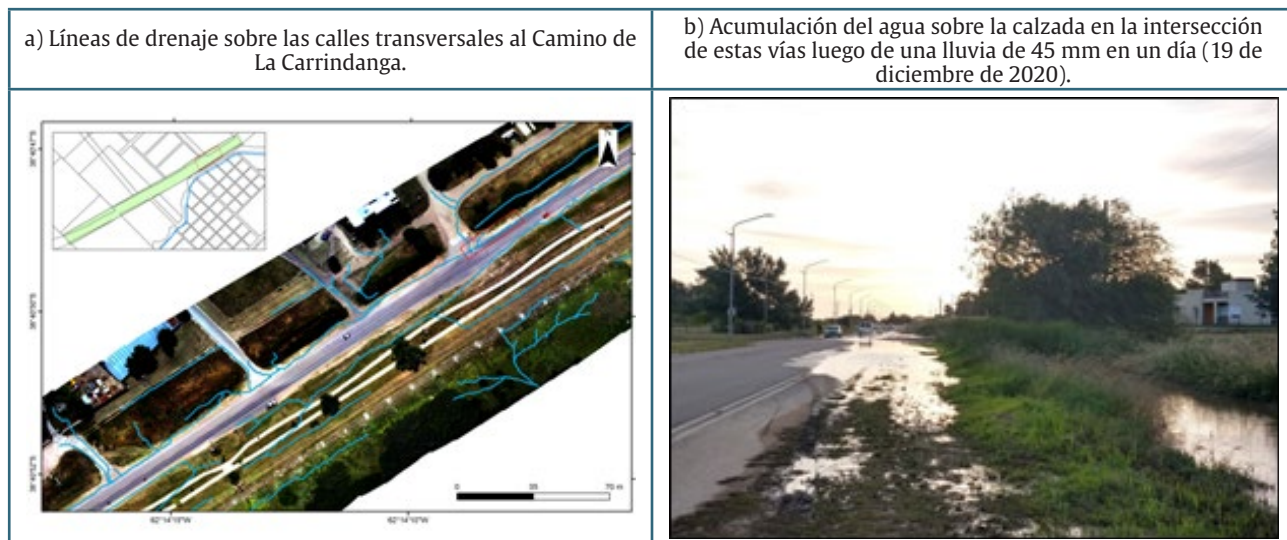 a) Líneas de drenaje sobre las calles transversales al Camino de
La Carrindanga.
b) Acumulación del agua sobre la calzada en la intersección
de estas vías luego de una lluvia de 45 mm en un día (19 de
diciembre de 2020).
0
35
70 m